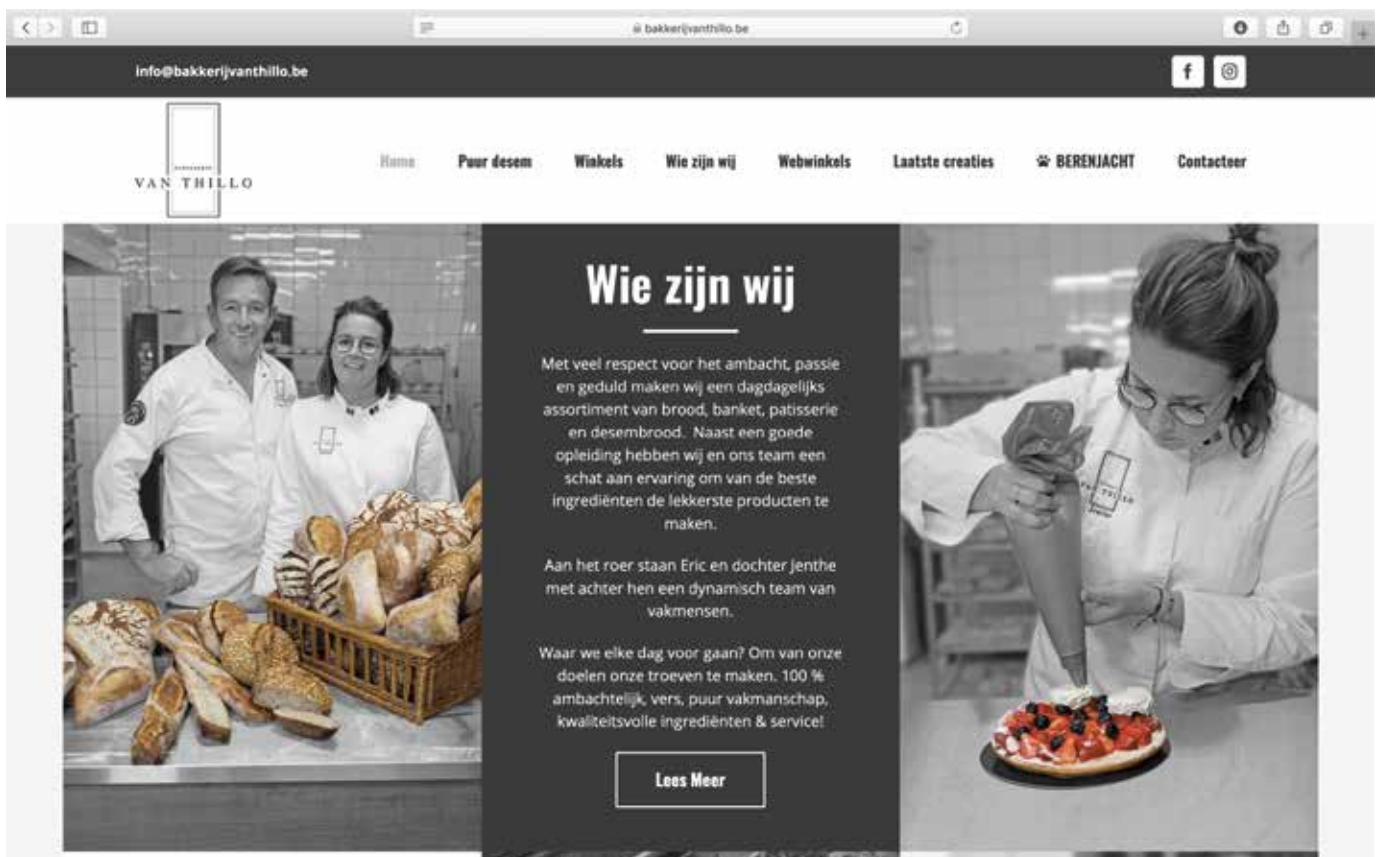 bakkerijvanthillo.be
info@bakkerijvanthillo.be
VAN THILLO
Home
Puur desem
Winkels
Wie zijn wij
Webwinkels
Laatste creaties
BERENJACHT
Contacteer
Wie zijn wij
Met veel respect voor het ambacht, passie
en geduld maken wij een dagdagelijks
assortiment van brood, banket, patisserie
en desembrood. Naast een goede
opleiding hebben wij en ons team een
schat aan ervaring om van de beste
ingrediënten de lekkerste producten te
maken.
Aan het roer staan Eric en dochter Jenthe
met achter hen een dynamisch team van
vakmensen.
Waar we elke dag voor gaan? Om van onze
doelen onze troeven te maken. 100 %
ambachtelijk, vers, puur vakmanschap,
kwaliteitsvolle ingrediënten & service!
Lees Meer
VAN THILLO